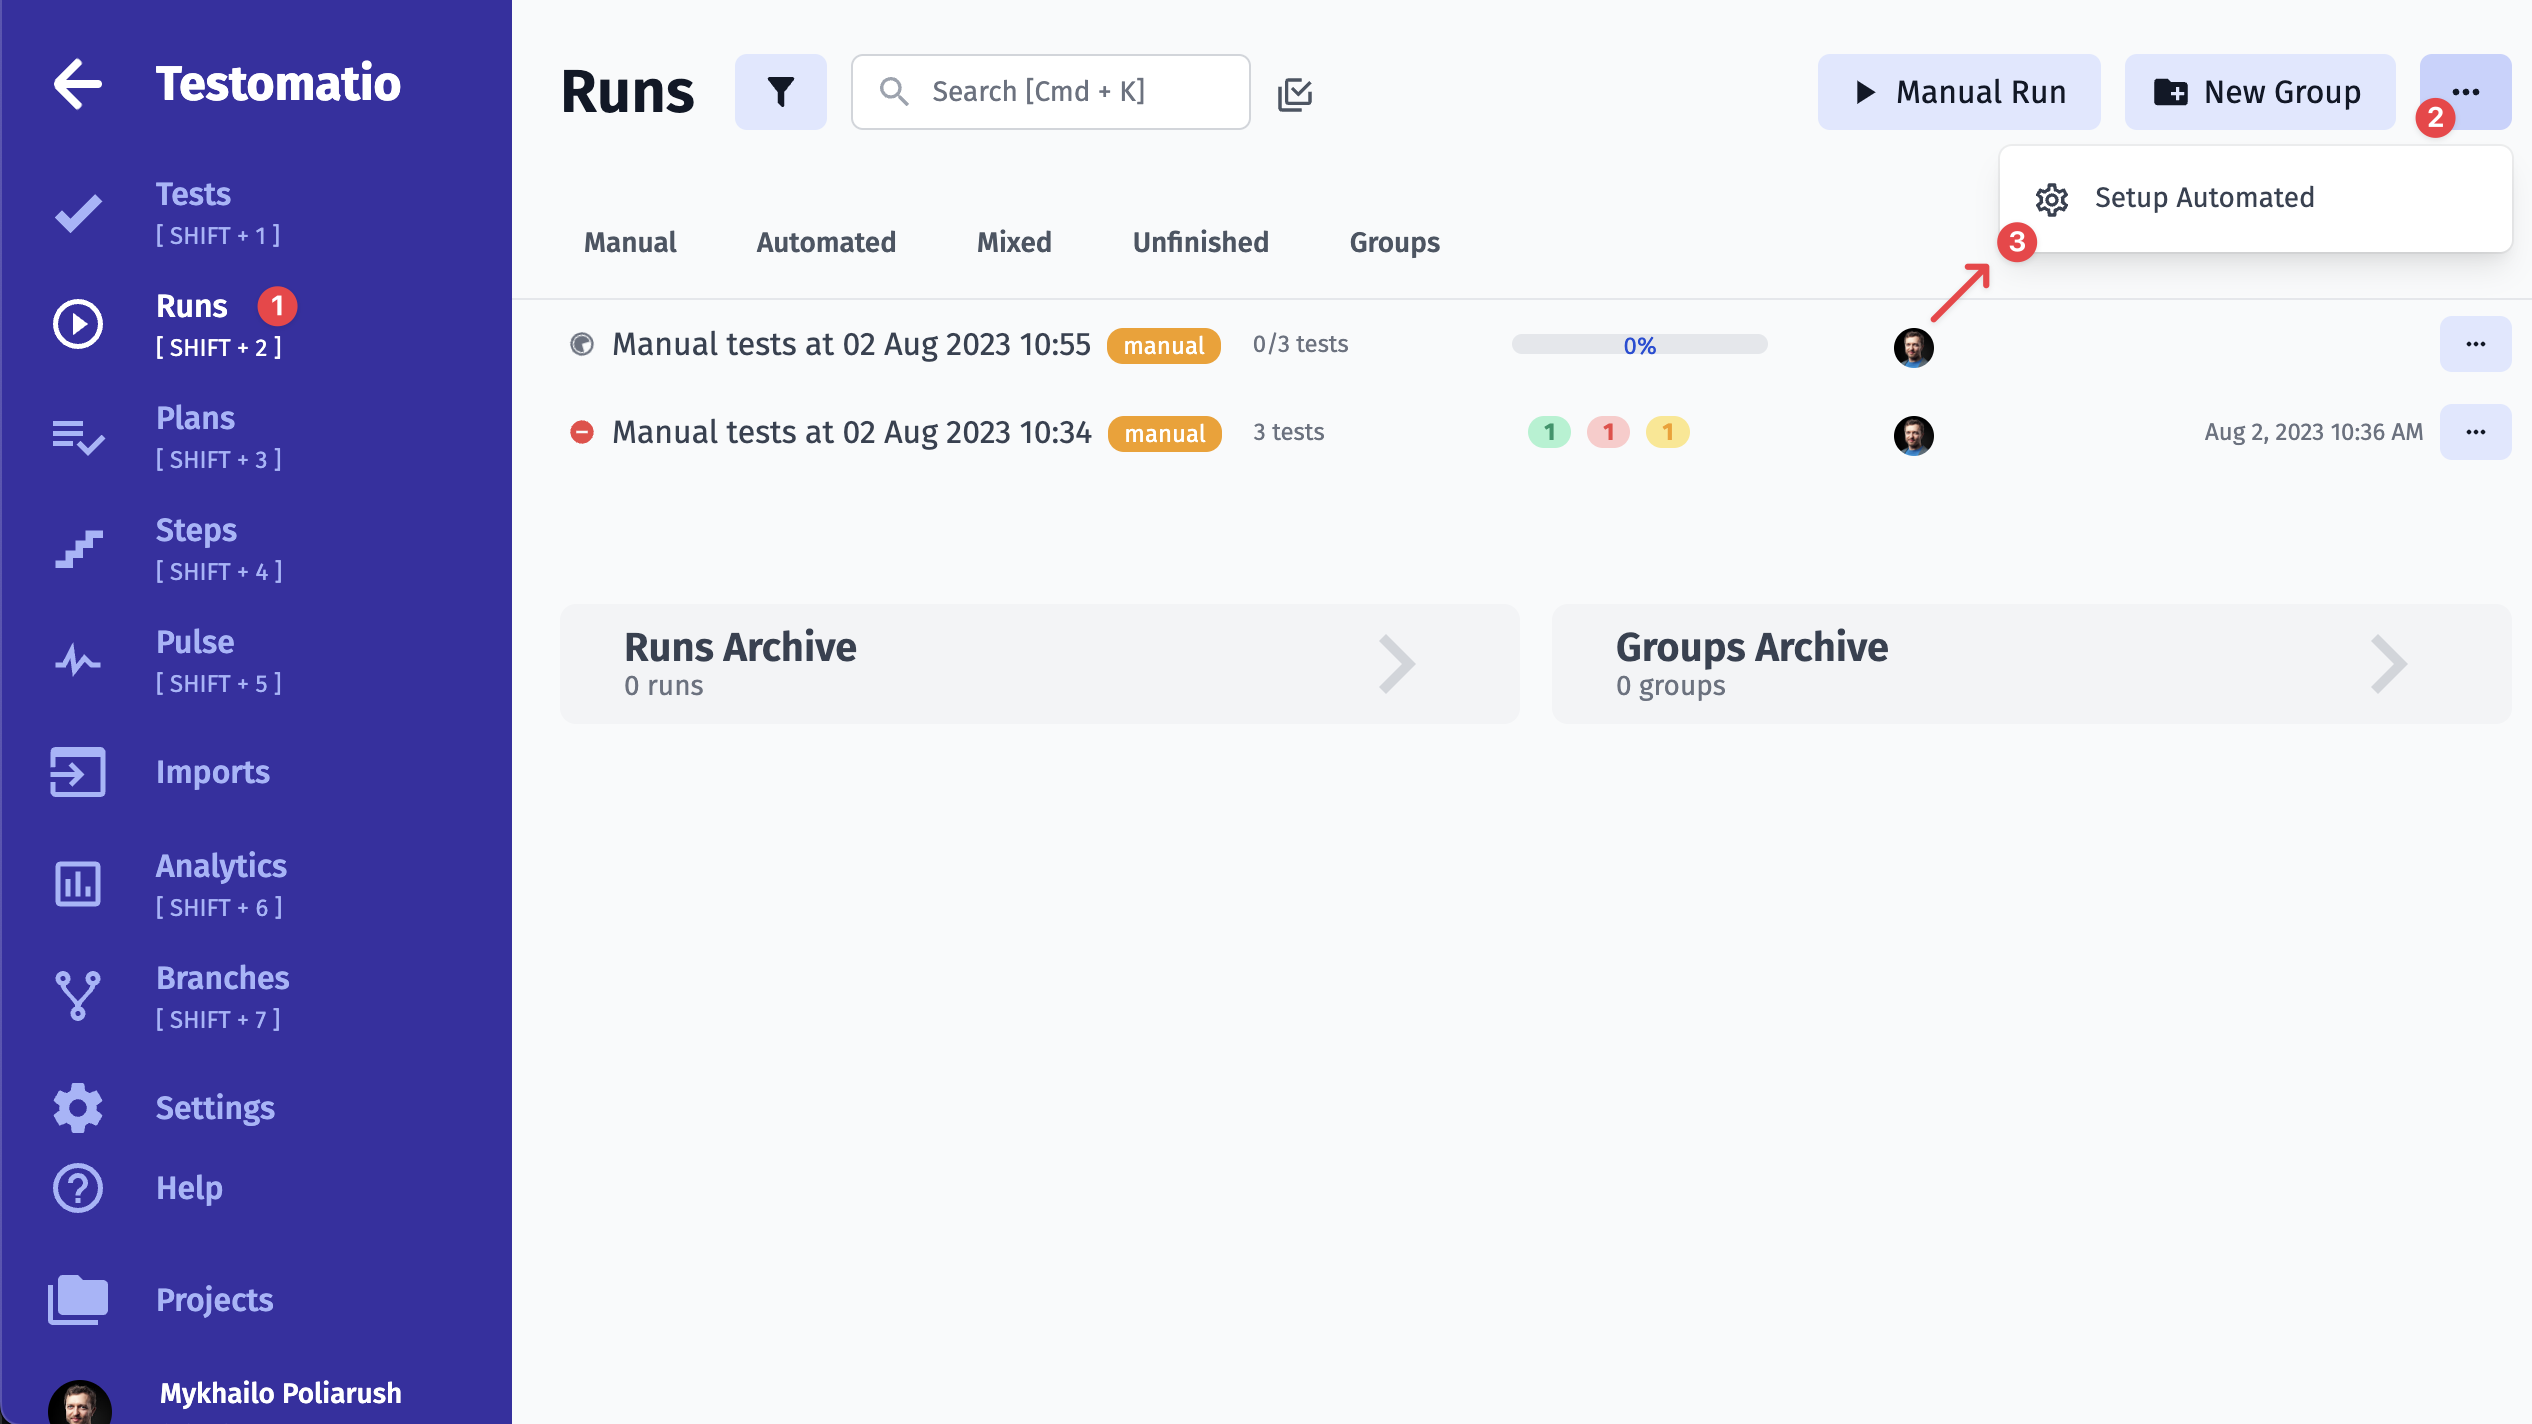 Testomatio
Tests
[ SHIFT + 1 ]
Runs 1
[ SHIFT + 2 ]
Plans
[ SHIFT + 3 ]
Steps
[ SHIFT + 4 ]
Pulse
[ SHIFT + 5 ]
Imports
Analytics
[ SHIFT + 6 ]
Branches
[ SHIFT + 7 ]
Settings
Help
Projects
Mykhailo Poliarush
Runs Search [Cmd + K] Manual Run New Group
2
Setup Automated
3
Manual Automated Mixed Unfinished Groups
Manual tests at 02 Aug 2023 10:55 manual 0/3 tests 0%
Manual tests at 02 Aug 2023 10:34 manual 3 tests 1 1 1 Aug 2, 2023 10:36 AM
Runs Archive
0 runs
Groups Archive
0 groups